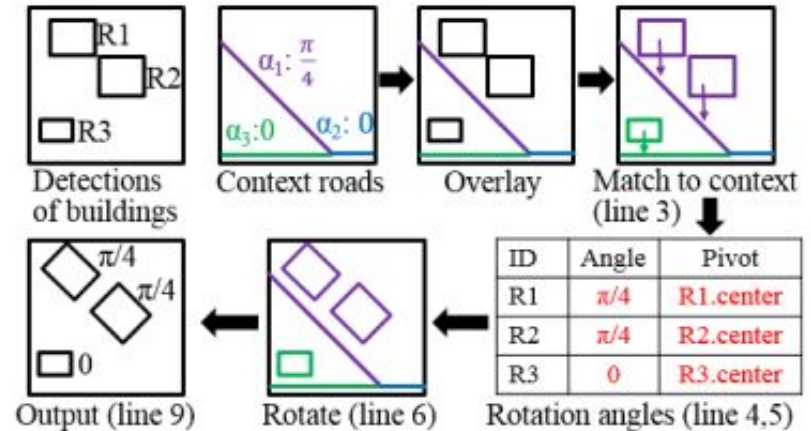 R1
R2
R3
Detections
of buildings
α₁: π/4
α₃:0
α₂: 0
Context roads
Overlay
Match to context
(line 3)
ID Angle Pivot
R1 π/4 R1.center
R2 π/4 R2.center
R3 0 R3.center
Rotation angles (line 4,5)
Rotate (line 6)
π/4
π/4
0
Output (line 9)